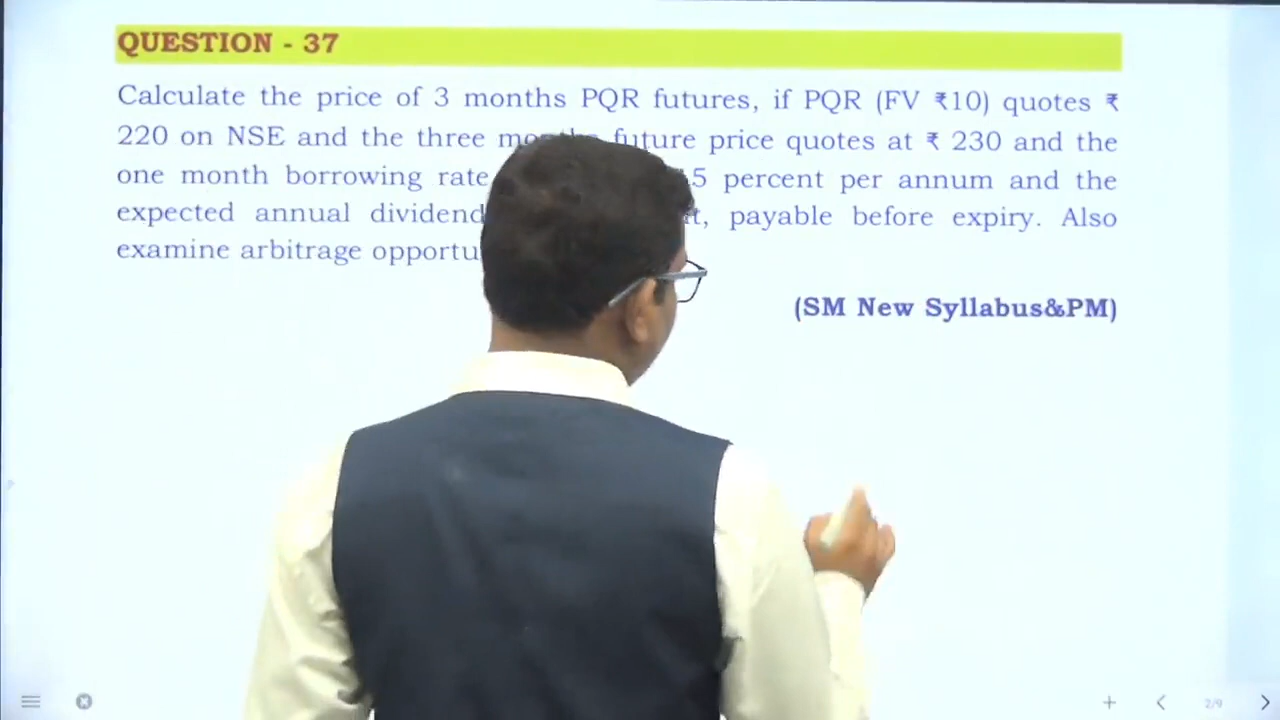 QUESTION - 37
Calculate the price of 3 months PQR futures, if PQR (FV ₹10) quotes ₹
220 on NSE and the three future price quotes at ₹ 230 and the
one month borrowing rate percent per annum and the
expected annual dividend payable before expiry. Also
examine arbitrage
(SM New Syllabus&PM)
2/9